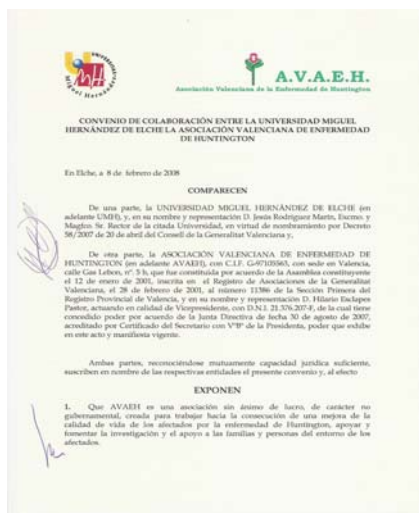 UNIVERSITAS
Miguel Hernández
A.V.A.E.H.
Asociación Valenciana de la Enfermedad de Huntington
CONVENIO DE COLABORACIÓN ENTRE LA UNIVERSIDAD MIGUEL
HERNÁNDEZ DE ELCHE LA ASOCIACIÓN VALENCIANA DE ENFERMEDAD
DE HUNTINGTON
En Elche, a 8 de febrero de 2008
COMPARECEN
De una parte, la UNIVERSIDAD MIGUEL HERNÁNDEZ DE ELCHE (en
adelante UMH), y, en su nombre y representación D. Jesús Rodríguez Marín, Excmo. y
Magfco. Sr. Rector de la citada Universidad, en virtud de nombramiento por Decreto
58/2007 de 20 de abril del Consell de la Generalitat Valenciana y,
De otra parte, la ASOCIACIÓN VALENCIANA DE ENFERMEDAD DE
HUNTINGTON (en adelante AVAEH), con C.I.F. G-97105565, con sede en Valencia,
calle Gas Lebon, nº. 5 b, que fue constituida por acuerdo de la Asamblea constituyente
el 12 de enero de 2001, inscrita en el Registro de Asociaciones de la Generalitat
Valenciana, el 28 de febrero de 2001, al número 11386 de la Sección Primera del
Registro Provincial de Valencia, y en su nombre y representación D. Hilario Esclapes
Pastor, actuando en calidad de Vicepresidente, con D.N.I. 21.376.207-F, de la cual tiene
concedido poder por acuerdo de la Junta Directiva de fecha 30 de agosto de 2007,
acreditado por Certificado del Secretario con VºBº de la Presidenta, poder que exhibe
en este acto y manifiesta vigente.
Ambas partes, reconociéndose mutuamente capacidad jurídica suficiente,
suscriben en nombre de las respectivas entidades el presente convenio y, al efecto
EXPONEN
1. Que AVAEH es una asociación sin ánimo de lucro, de carácter no
gubernamental, creada para trabajar hacia la consecución de una mejora de la
calidad de vida de los afectados por la enfermedad de Huntington, apoyar y
fomentar la investigación y el apoyo a las familias y personas del entorno de los
afectados.